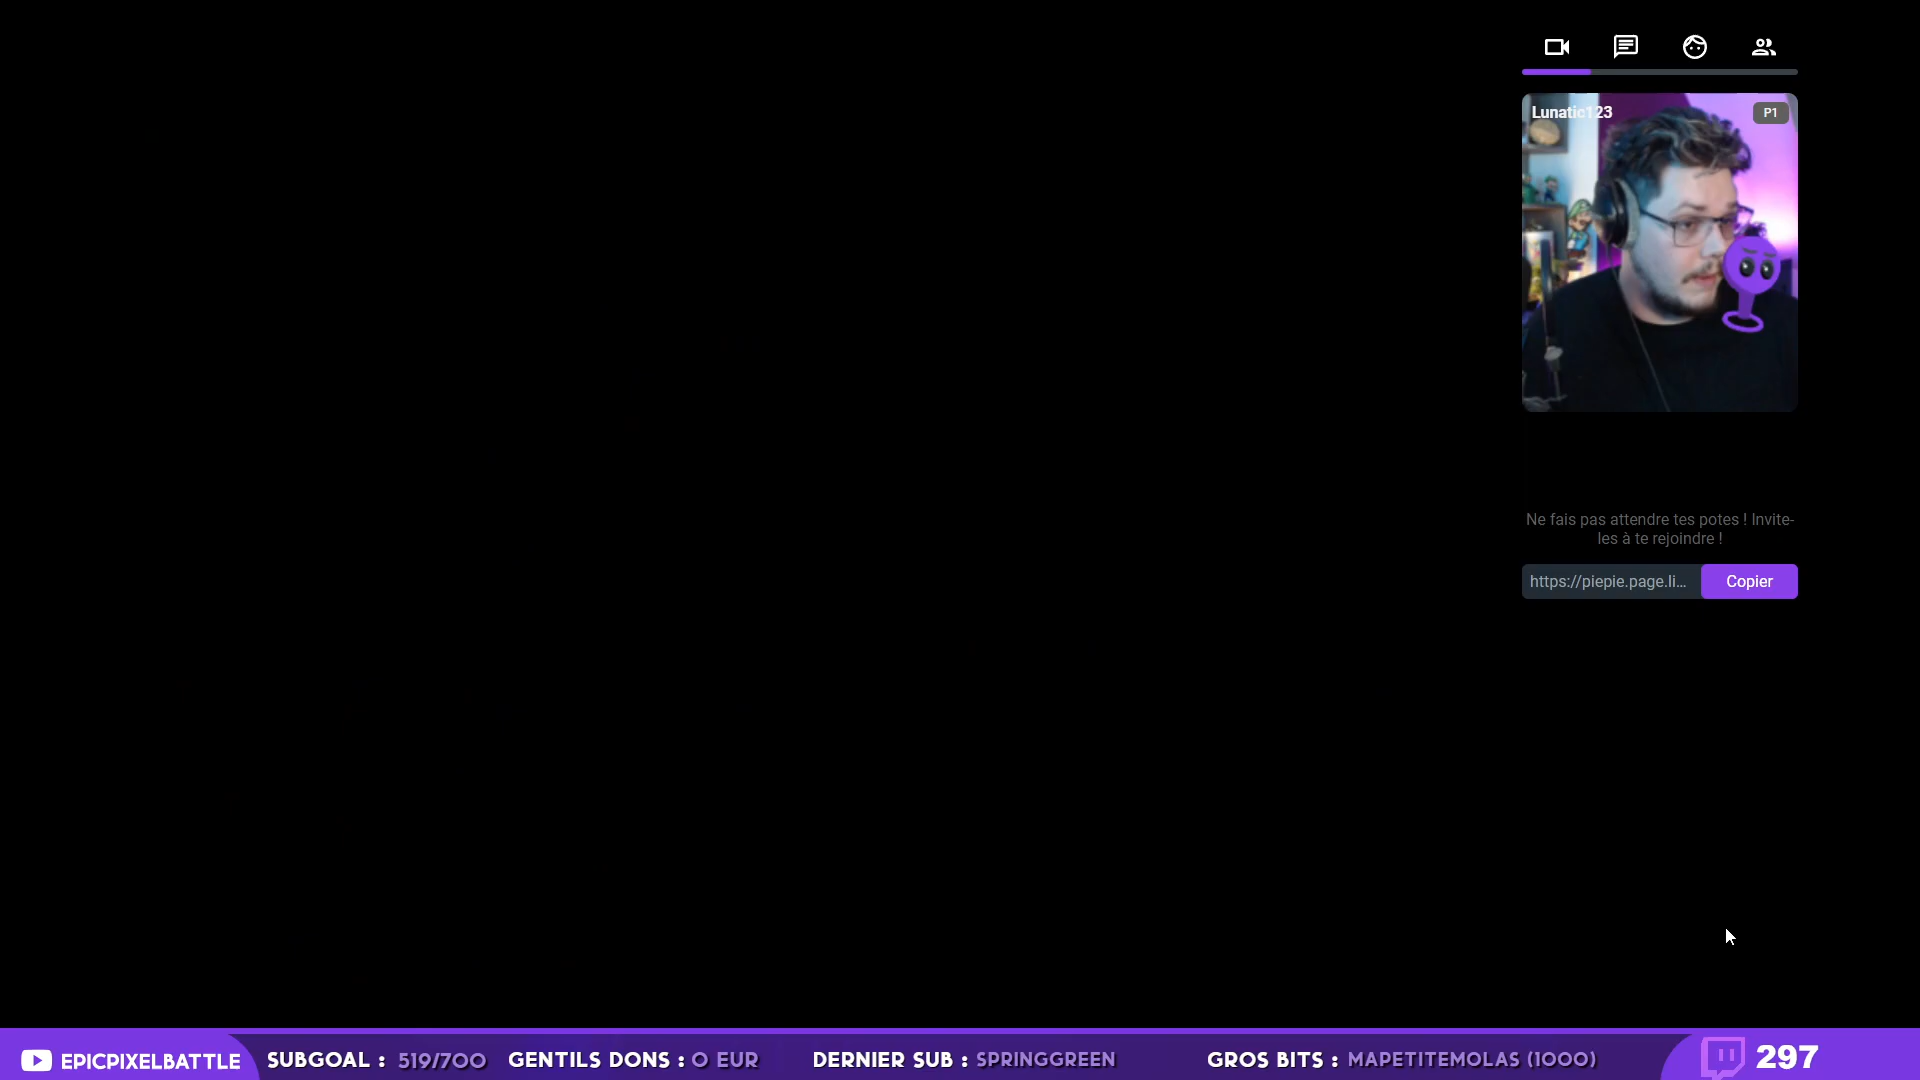 Lunatic123
P1
Ne fais pas attendre tes potes ! Invite-
les à te rejoindre !
https://piepie.page.li...
Copier
EPICPIXELBATTLE
SUBGOAL : 519/700
GENTILS DONS : 0 EUR
DERNIER SUB : SPRINGGREEN
GROS BITS : MAPETITEMOLAS (1000)
297